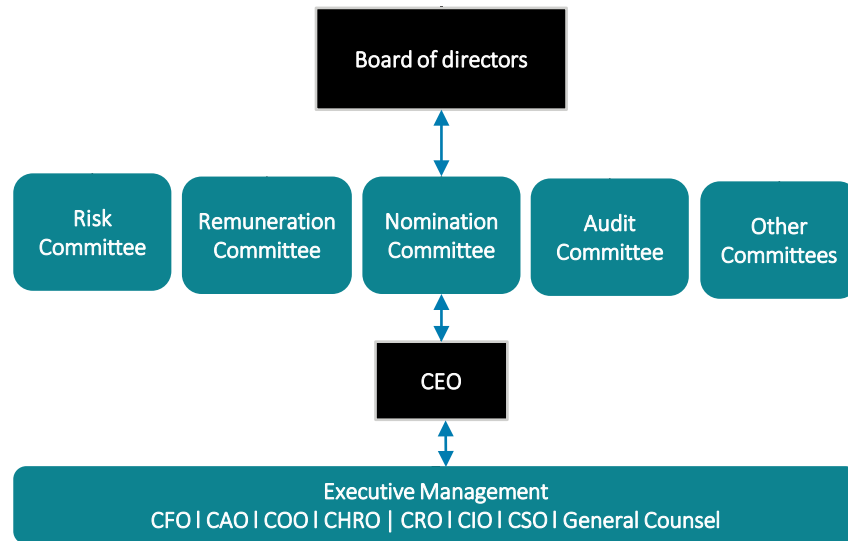 Board of directors
Risk
Committee
Remuneration
Committee
Nomination
Committee
Audit
Committee
Other
Committees
CEO
Executive Management
CFO l CAO l COO l CHRO | CRO l CIO l CSO l General Counsel